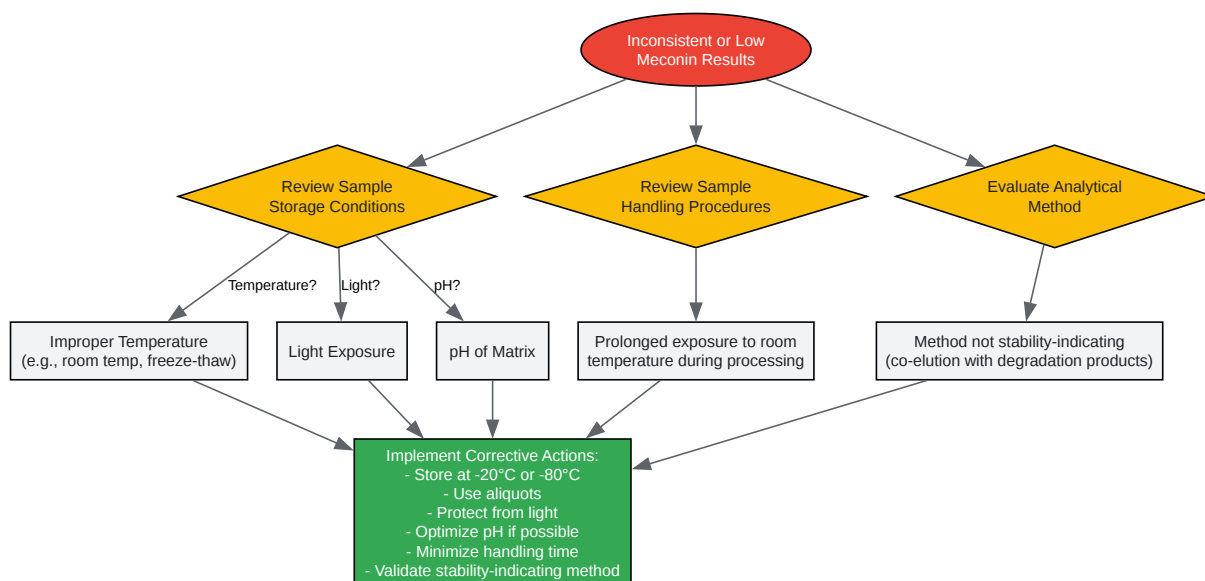 Inconsistent or Low
Meconin Results
Review Sample
Storage Conditions
Review Sample
Handling Procedures
Evaluate Analytical
Method
Temperature?
Light?
pH?
Improper Temperature
(e.g., room temp, freeze-thaw)
Light Exposure
pH of Matrix
Prolonged exposure to room
temperature during processing
Method not stability-indicating
(co-elution with degradation products)
Implement Corrective Actions:
- Store at -20°C or -80°C
- Use aliquots
- Protect from light
- Optimize pH if possible
- Minimize handling time
- Validate stability-indicating method